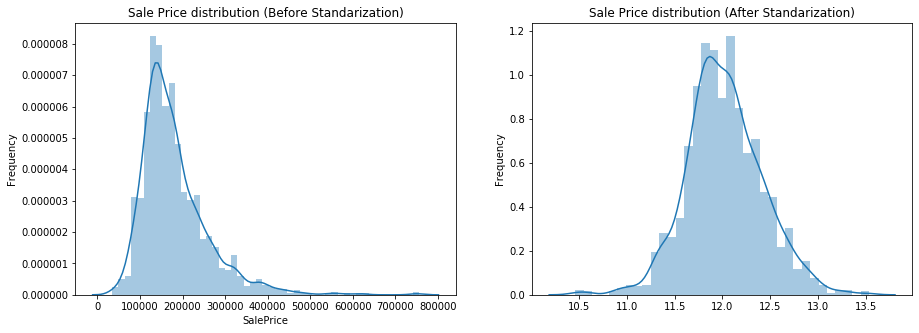 Sale Price distribution (Before Standarization)
0.000008
0.000007
0.000006
0.000005
0.000004
0.000003
0.000002
0.000001
0.000000
Frequency
0 100000 200000 300000 400000 500000 600000 700000 800000
SalePrice
Sale Price distribution (After Standarization)
1.2
1.0
0.8
0.6
0.4
0.2
0.0
Frequency
10.5 11.0 11.5 12.0 12.5 13.0 13.5